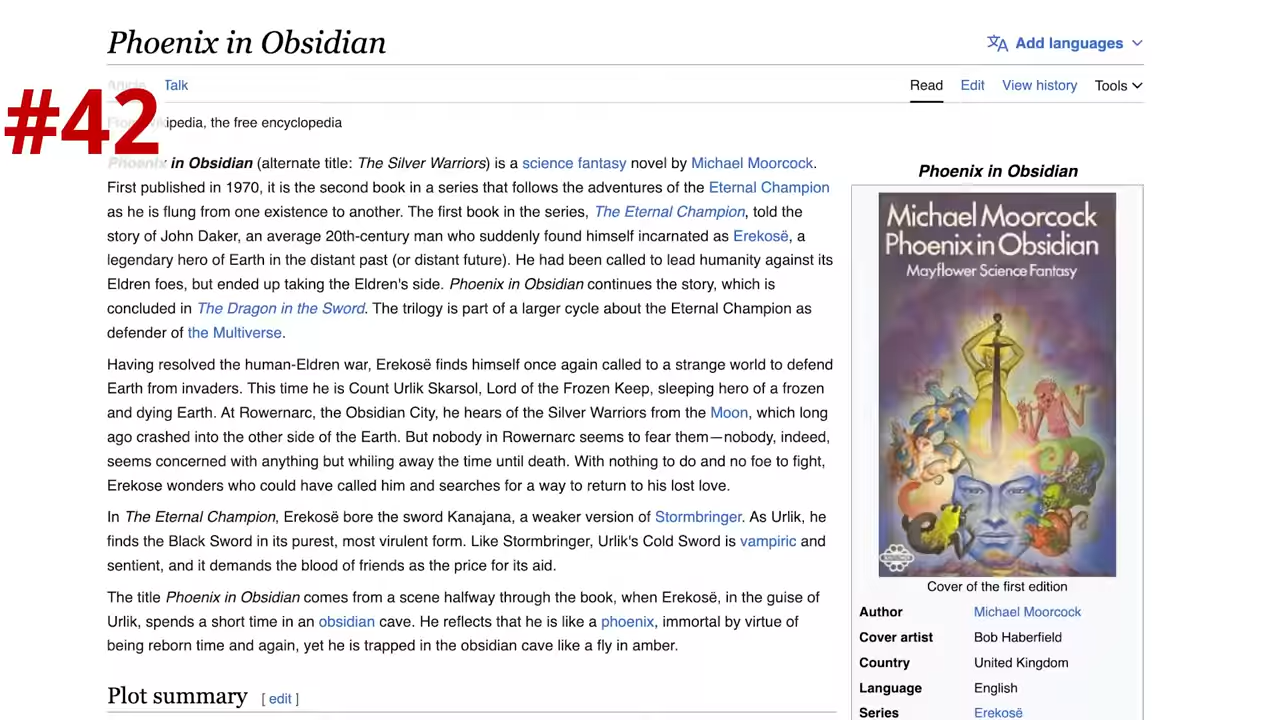 Phoenix in Obsidian
Add languages
Article Talk
Read Edit View history Tools
#42
ipedia, the free encyclopedia
Phoenix in Obsidian (alternate title: The Silver Warriors) is a science fantasy novel by Michael Moorcock.
First published in 1970, it is the second book in a series that follows the adventures of the Eternal Champion
as he is flung from one existence to another. The first book in the series, The Eternal Champion, told the
story of John Daker, an average 20th-century man who suddenly found himself incarnated as Erekosë, a
legendary hero of Earth in the distant past (or distant future). He had been called to lead humanity against its
Eldren foes, but ended up taking the Eldren's side. Phoenix in Obsidian continues the story, which is
concluded in The Dragon in the Sword. The trilogy is part of a larger cycle about the Eternal Champion as
defender of the Multiverse.
Having resolved the human-Eldren war, Erekosë finds himself once again called to a strange world to defend
Earth from invaders. This time he is Count Urlik Skarsol, Lord of the Frozen Keep, sleeping hero of a frozen
and dying Earth. At Rowernarc, the Obsidian City, he hears of the Silver Warriors from the Moon, which long
ago crashed into the other side of the Earth. But nobody in Rowernarc seems to fear them—nobody, indeed,
seems concerned with anything but whiling away the time until death. With nothing to do and no foe to fight,
Erekose wonders who could have called him and searches for a way to return to his lost love.
In The Eternal Champion, Erekosë bore the sword Kanajana, a weaker version of Stormbringer. As Urlik, he
finds the Black Sword in its purest, most virulent form. Like Stormbringer, Urlik's Cold Sword is vampiric and
sentient, and it demands the blood of friends as the price for its aid.
The title Phoenix in Obsidian comes from a scene halfway through the book, when Erekosë, in the guise of
Urlik, spends a short time in an obsidian cave. He reflects that he is like a phoenix, immortal by virtue of
being reborn time and again, yet he is trapped in the obsidian cave like a fly in amber.
Plot summary [ edit ]
Phoenix in Obsidian
Michael Moorcock
Phoenix in Obsidian
Mayflower Science Fantasy
MAYFLOWER
Cover of the first edition
Author Michael Moorcock
Cover artist Bob Haberfield
Country United Kingdom
Language English
Series Erekosë